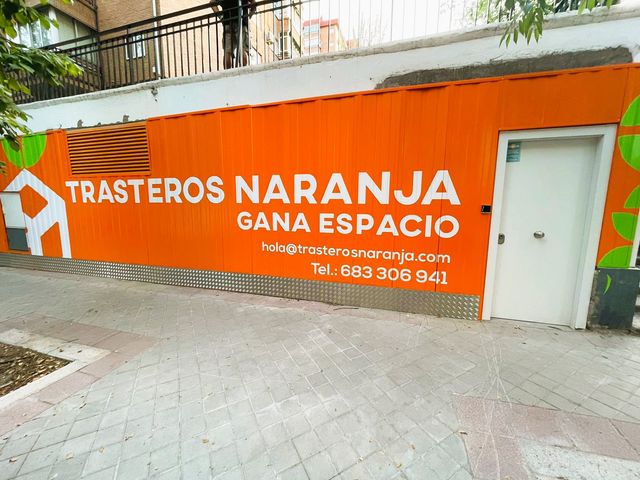 TRASTEROS NARANJA
GANA ESPACIO
hola@trasterosnaranja.com
Tel.: 683 306 941